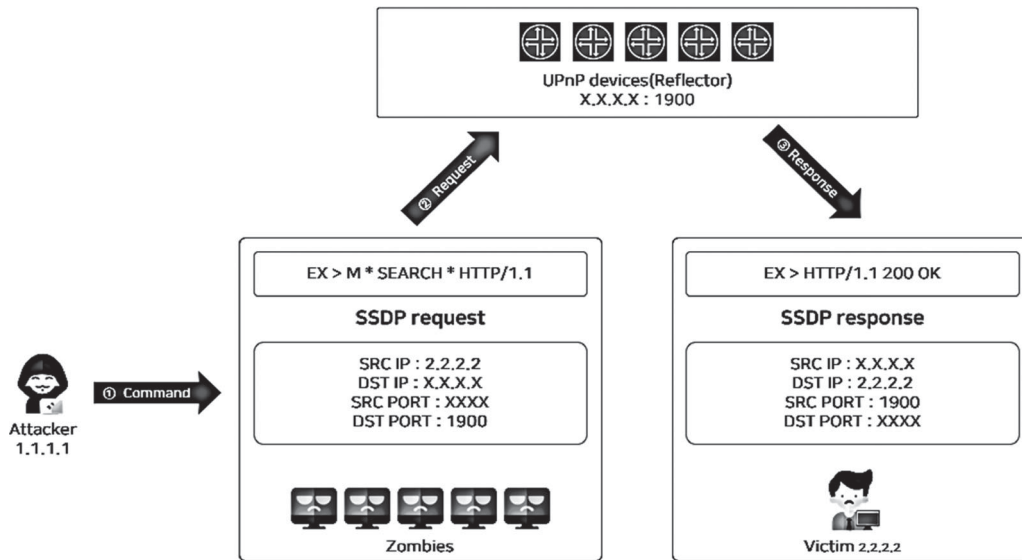 UPnP devices(Reflector)
X.X.X.X : 1900
② Request
③ Response
EX > M * SEARCH * HTTP/1.1
SSDP request
SRC IP : 2.2.2.2
DST IP : X.X.X.X
SRC PORT : XXXX
DST PORT : 1900
Zombies
EX > HTTP/1.1 200 OK
SSDP response
SRC IP : X.X.X.X
DST IP : 2.2.2.2
SRC PORT : 1900
DST PORT : XXXX
Victim 2.2.2.2
① Command
Attacker
1.1.1.1